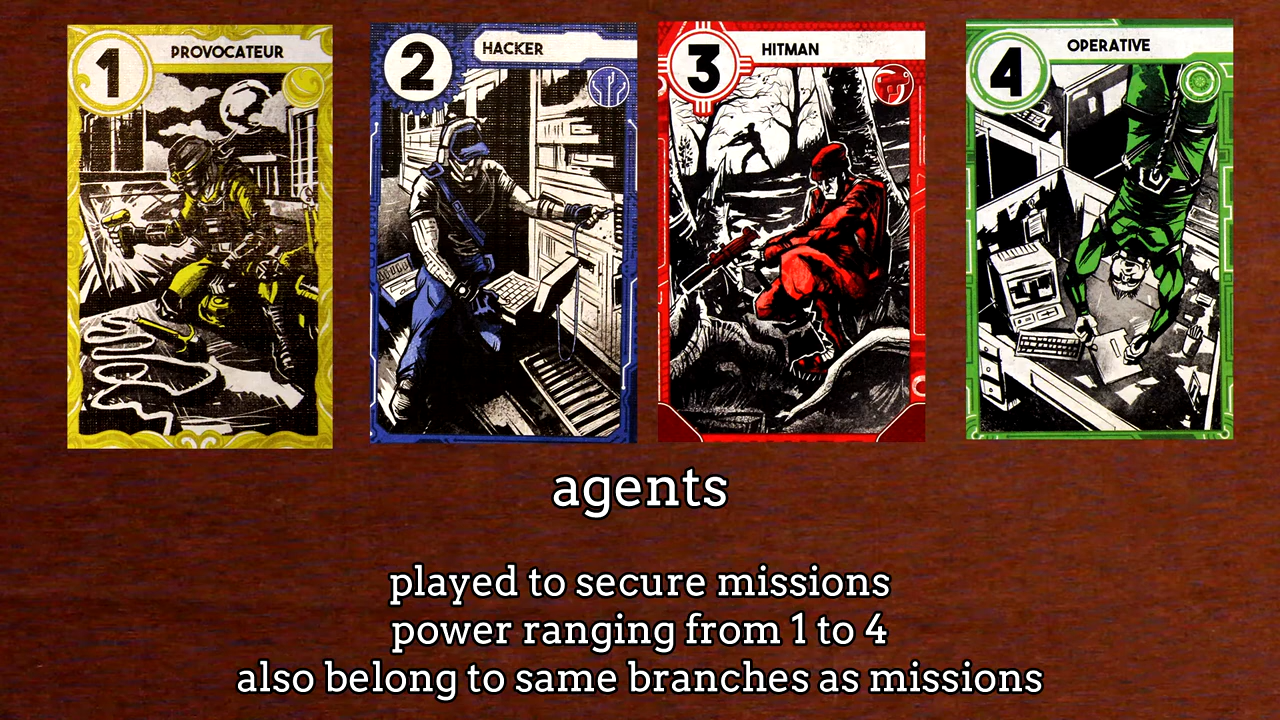 1 PROVOCATEUR
2 HACKER
3 HITMAN
4 OPERATIVE
agents
played to secure missions
power ranging from 1 to 4
also belong to same branches as missions